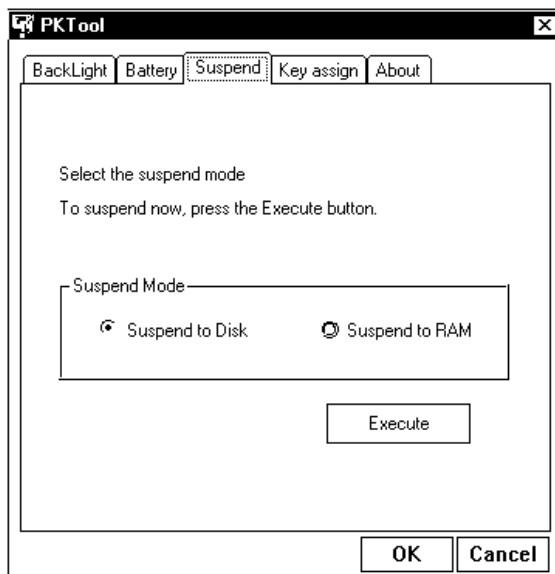 PKTool
BackLight Battery Suspend Key assign About
Select the suspend mode
To suspend now, press the Execute button.
Suspend Mode
Suspend to Disk Suspend to RAM
Execute
OK Cancel